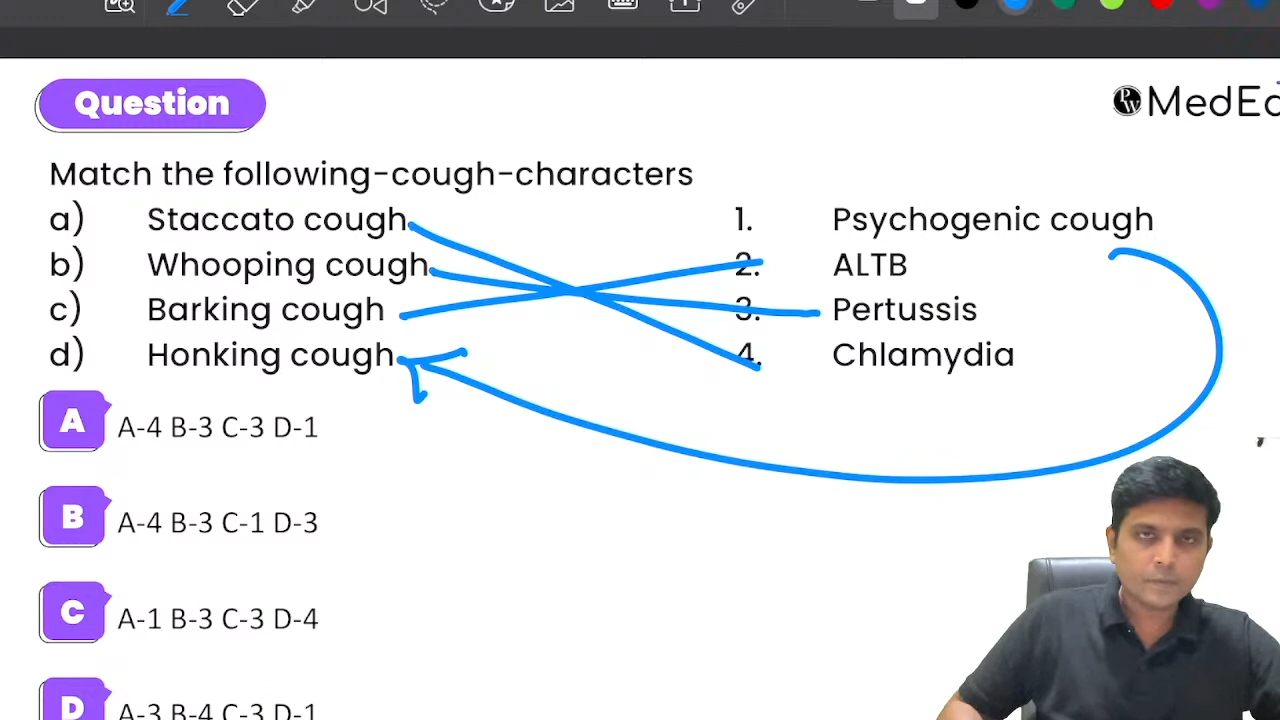 Question
PW MedEd
Match the following-cough-characters
a) Staccato cough 1. Psychogenic cough
b) Whooping cough 2. ALTB
c) Barking cough 3. Pertussis
d) Honking cough 4. Chlamydia
A A-4 B-3 C-3 D-1
B A-4 B-3 C-1 D-3
C A-1 B-3 C-3 D-4
D A-3 B-4 C-3 D-1